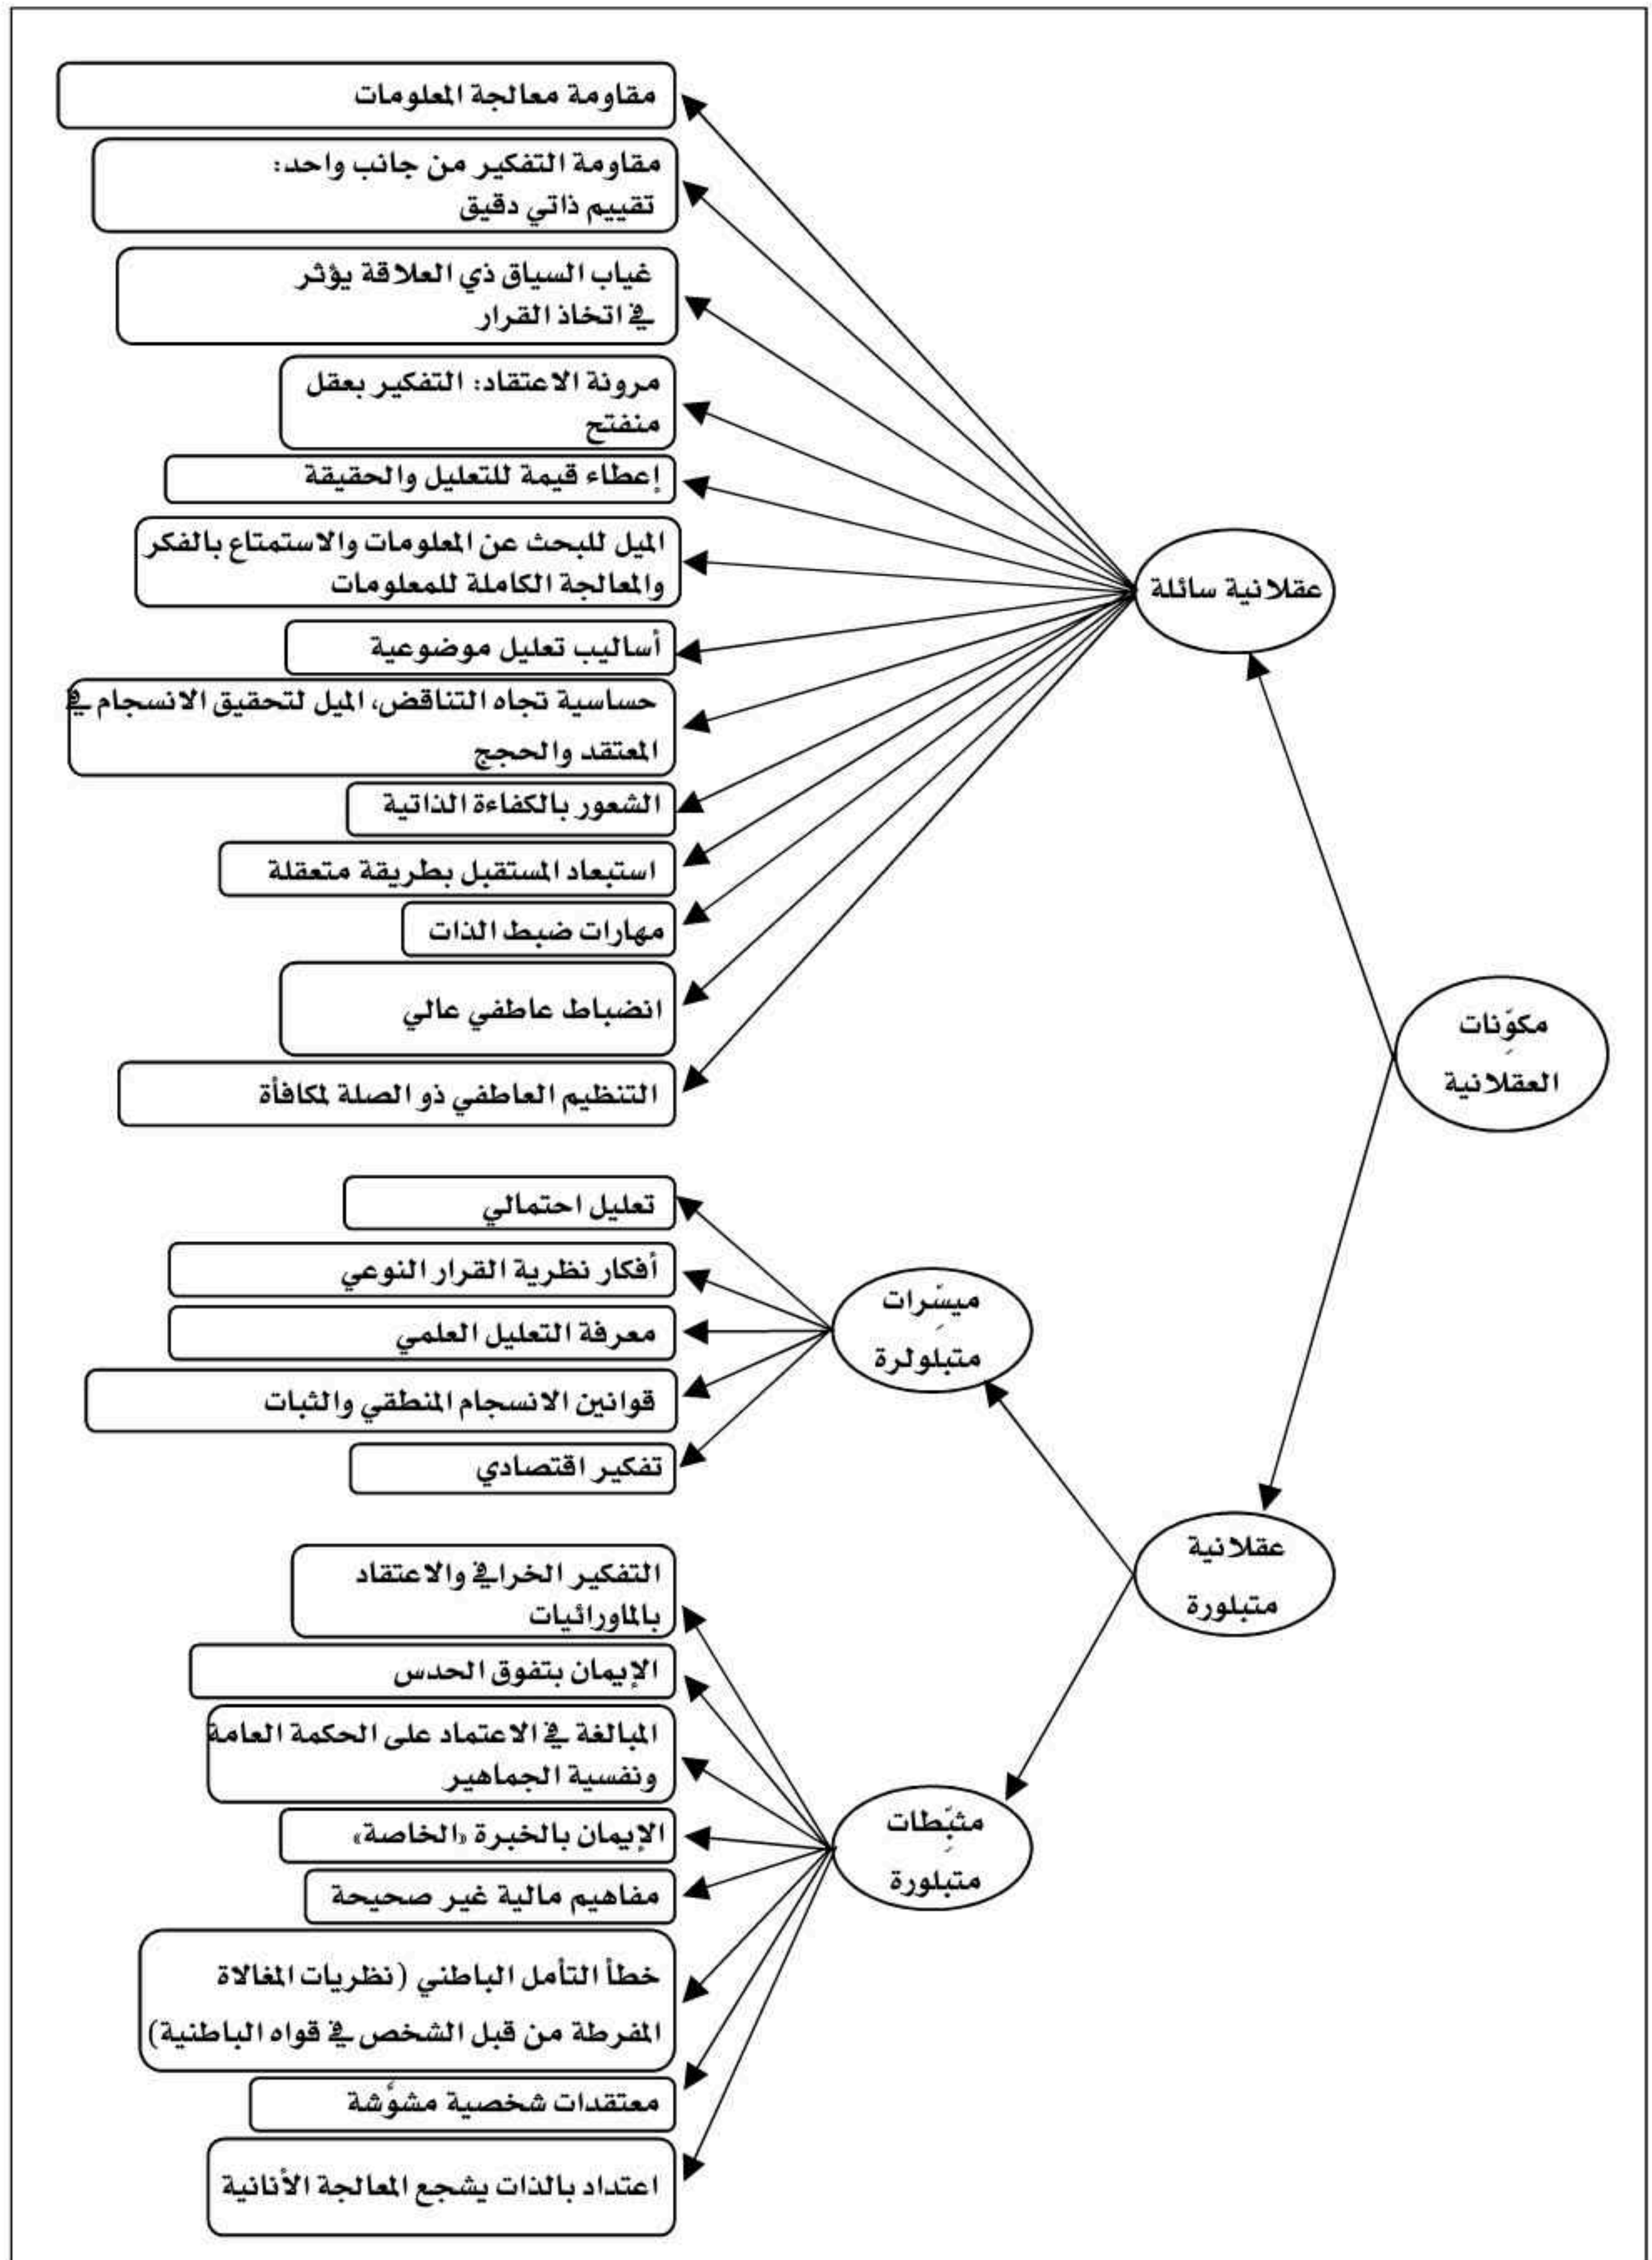 مقاومة معالجة المعلومات
مقاومة التفكير من جانب واحد:
تقييم ذاتي دقيق
غياب السياق ذي العلاقة يؤثر
في اتخاذ القرار
مرونة الاعتقاد: التفكير بعقل
منفتح
إعطاء قيمة للتعليل والحقيقة
الميل للبحث عن المعلومات والاستمتاع بالفكر
والمعالجة الكاملة للمعلومات
أساليب تعليل موضوعية
حساسية تجاه التناقض، الميل لتحقيق الانسجام في
المعتقد والحجج
الشعور بالكفاءة الذاتية
استبعاد المستقبل بطريقة متعقلة
مهارات ضبط الذات
انضباط عاطفي عالي
التنظيم العاطفي ذو الصلة لمكافأة
عقلانية سائلة
مكوِّنات
العقلانية
تعليل احتمالي
أفكار نظرية القرار النوعي
معرفة التعليل العلمي
قوانين الانسجام المنطقي والثبات
تفكير اقتصادي
ميسِّرات
متبلولرة
عقلانية
متبلورة
التفكير الخرافي والاعتقاد
بالماورائيات
الإيمان بتفوق الحدس
المبالغة في الاعتماد على الحكمة العامة
ونفسية الجماهير
الإيمان بالخبرة «الخاصة»
مفاهيم مالية غير صحيحة
خطأ التأمل الباطني (نظريات المغالاة
المفرطة من قبل الشخص في قواه الباطنية)
معتقدات شخصية مشوَّشة
اعتداد بالذات يشجع المعالجة الأنانية
مثبِّطات
متبلورة